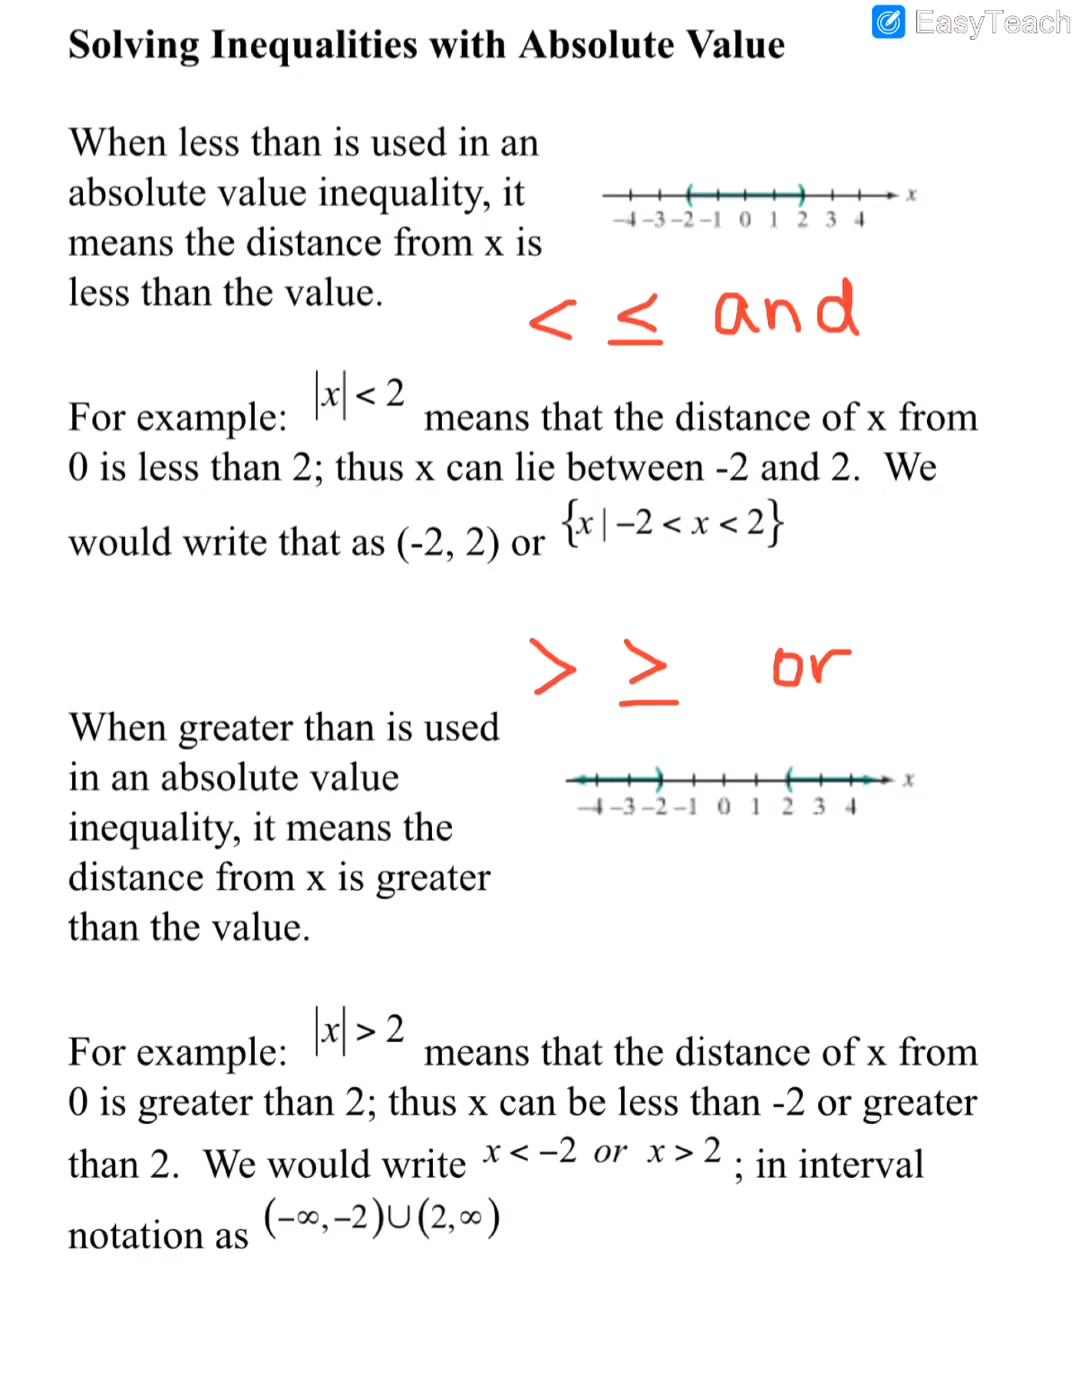 EasyTeach
Solving Inequalities with Absolute Value
When less than is used in an
absolute value inequality, it
means the distance from x is
less than the value.
-4 -3 -2 -1 0 1 2 3 4 x
< ≤ and
For example: |x| < 2 means that the distance of x from
0 is less than 2; thus x can lie between -2 and 2. We
would write that as (-2, 2) or {x | −2 < x < 2}
> ≥ or
When greater than is used
in an absolute value
inequality, it means the
distance from x is greater
than the value.
-4 -3 -2 -1 0 1 2 3 4 x
For example: |x| > 2 means that the distance of x from
0 is greater than 2; thus x can be less than -2 or greater
than 2. We would write x < −2 or x > 2 ; in interval
notation as (−∞, −2)∪(2, ∞)